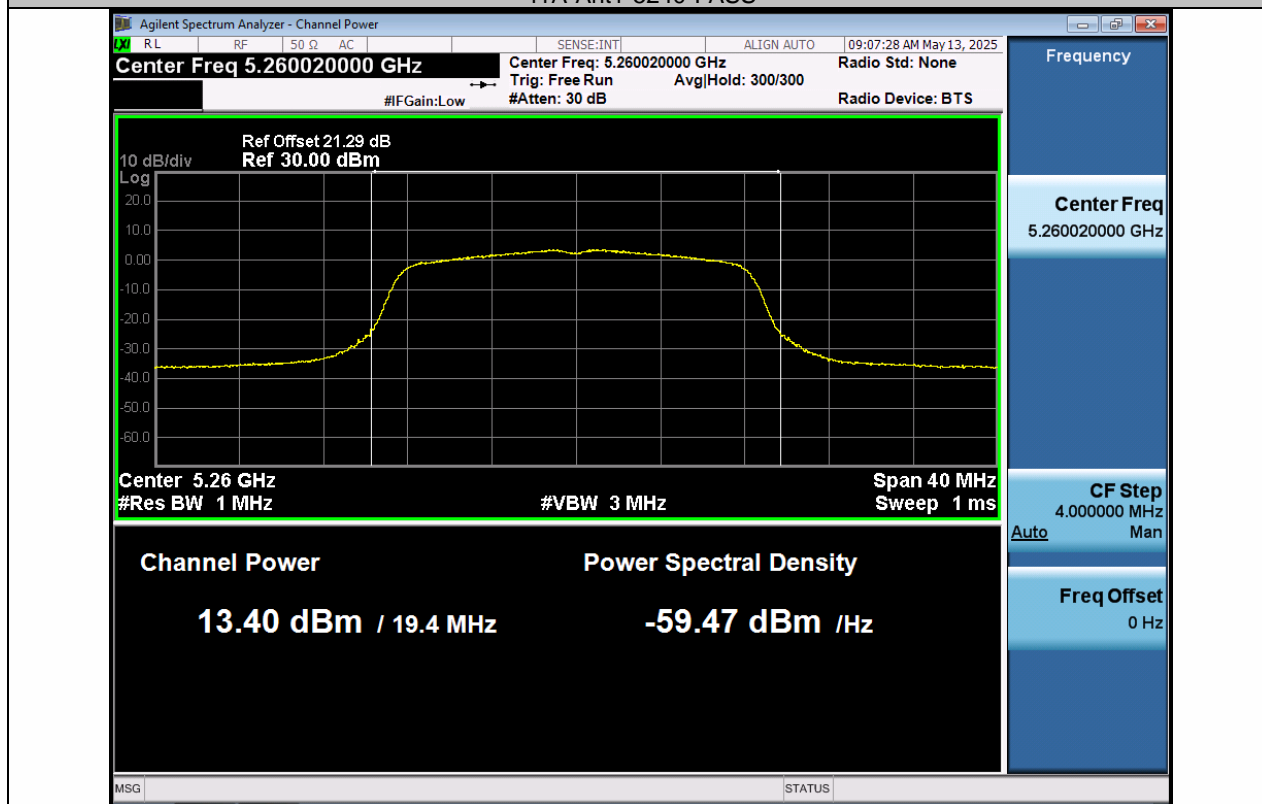 Agilent Spectrum Analyzer - Channel Power
LXI RL RF 50 Ω AC SENSE:INT ALIGN AUTO 09:07:28 AM May 13, 2025
Center Freq 5.260020000 GHz
Center Freq: 5.260020000 GHz Radio Std: None
Trig: Free Run Avg|Hold: 300/300
#IFGain:Low #Atten: 30 dB Radio Device: BTS
Ref Offset 21.29 dB
10 dB/div Ref 30.00 dBm
Log
20.0
10.0
0.00
-10.0
-20.0
-30.0
-40.0
-50.0
-60.0
Center 5.26 GHz Span 40 MHz
#Res BW 1 MHz #VBW 3 MHz Sweep 1 ms
Channel Power Power Spectral Density
13.40 dBm / 19.4 MHz -59.47 dBm /Hz
Frequency
Center Freq
5.260020000 GHz
CF Step
4.000000 MHz
Auto Man
Freq Offset
0 Hz
MSG STATUS